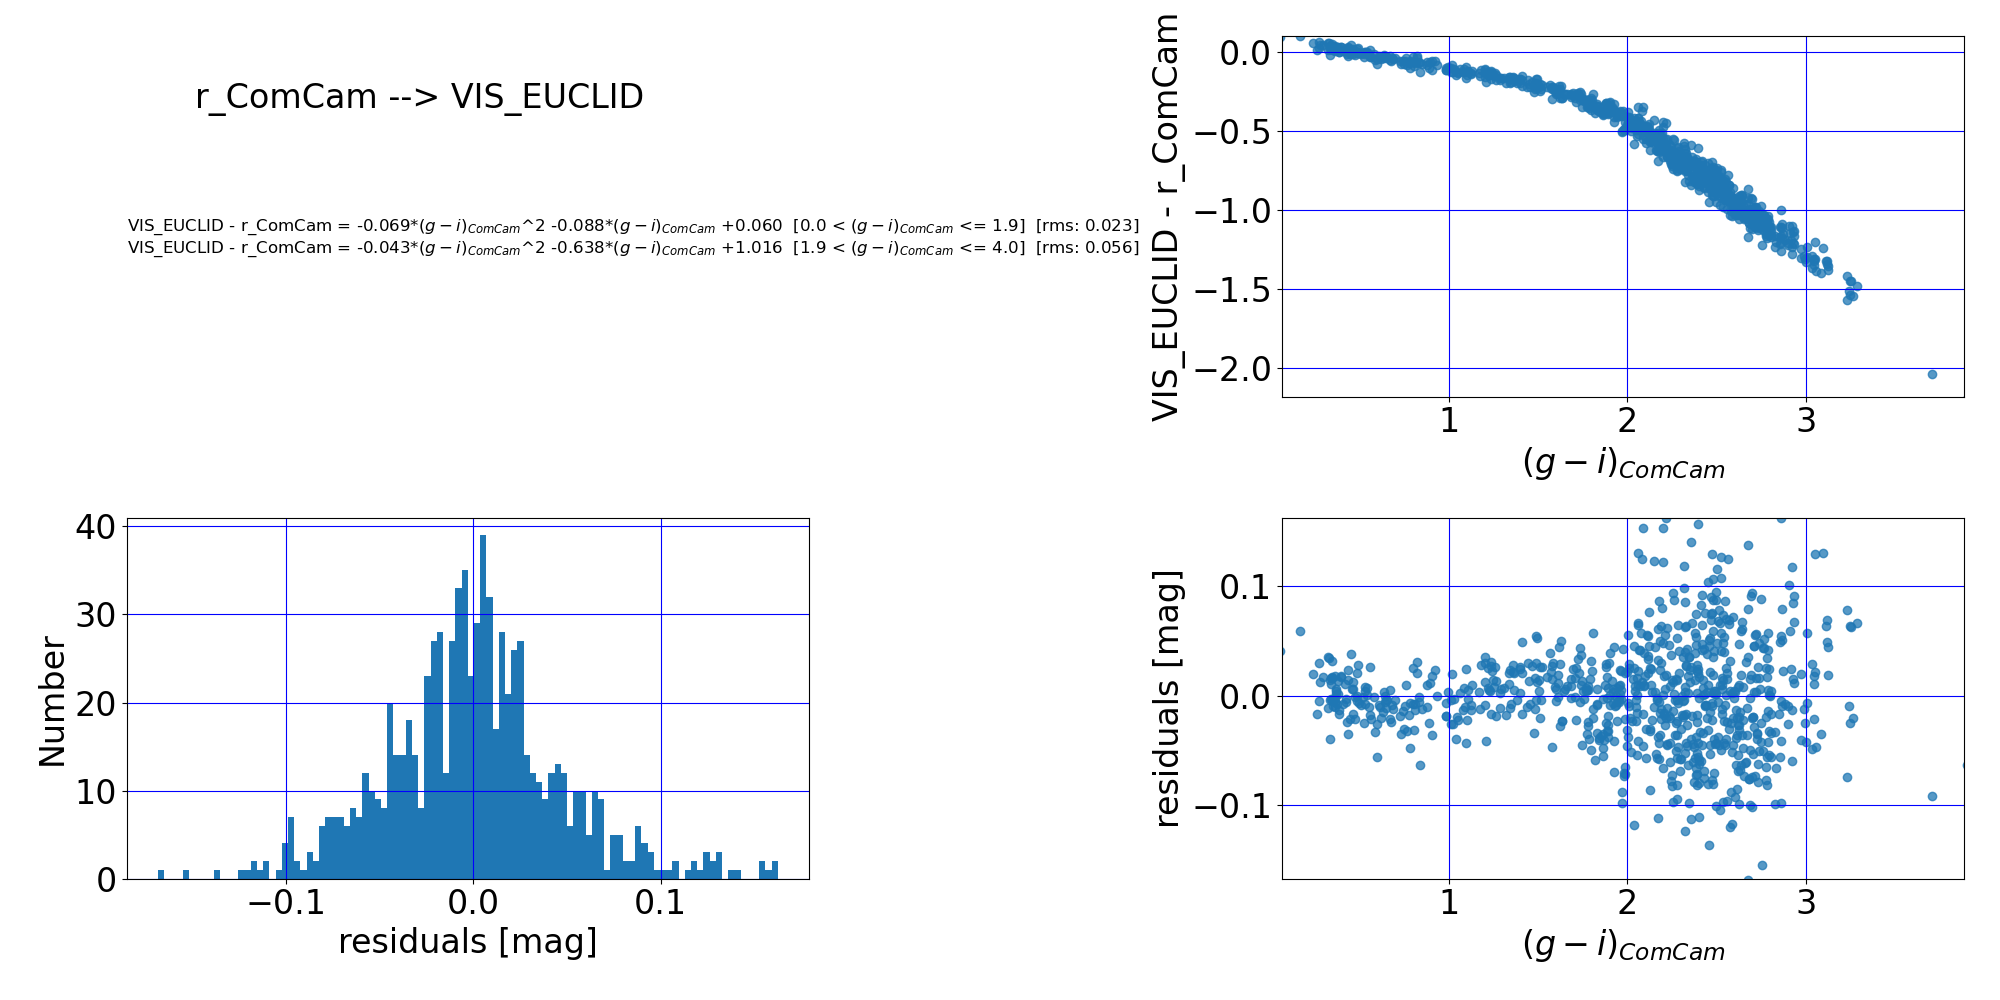 r_ComCam --> VIS_EUCLID
VIS_EUCLID - r_ComCam = -0.069*(g − i)ComCam^2 -0.088*(g − i)ComCam +0.060 [0.0 < (g − i)ComCam <= 1.9] [rms: 0.023]
VIS_EUCLID - r_ComCam = -0.043*(g − i)ComCam^2 -0.638*(g − i)ComCam +1.016 [1.9 < (g − i)ComCam <= 4.0] [rms: 0.056]
VIS_EUCLID - r_ComCam
0.0
−0.5
−1.0
−1.5
−2.0
1 2 3
(g − i)ComCam
Number
40
30
20
10
0
−0.1 0.0 0.1
residuals [mag]
residuals [mag]
0.1
0.0
−0.1
1 2 3
(g − i)ComCam